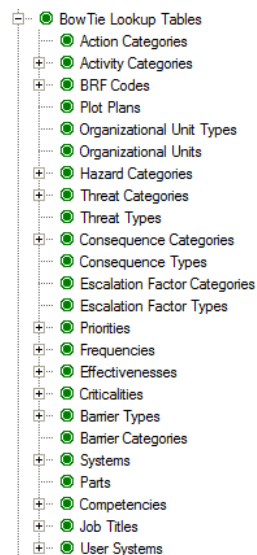 BowTie Lookup Tables
Action Categories
Activity Categories
BRF Codes
Plot Plans
Organizational Unit Types
Organizational Units
Hazard Categories
Threat Categories
Threat Types
Consequence Categories
Consequence Types
Escalation Factor Categories
Escalation Factor Types
Priorities
Frequencies
Effectivenesses
Criticalities
Barrier Types
Barrier Categories
Systems
Parts
Competencies
Job Titles
User Systems